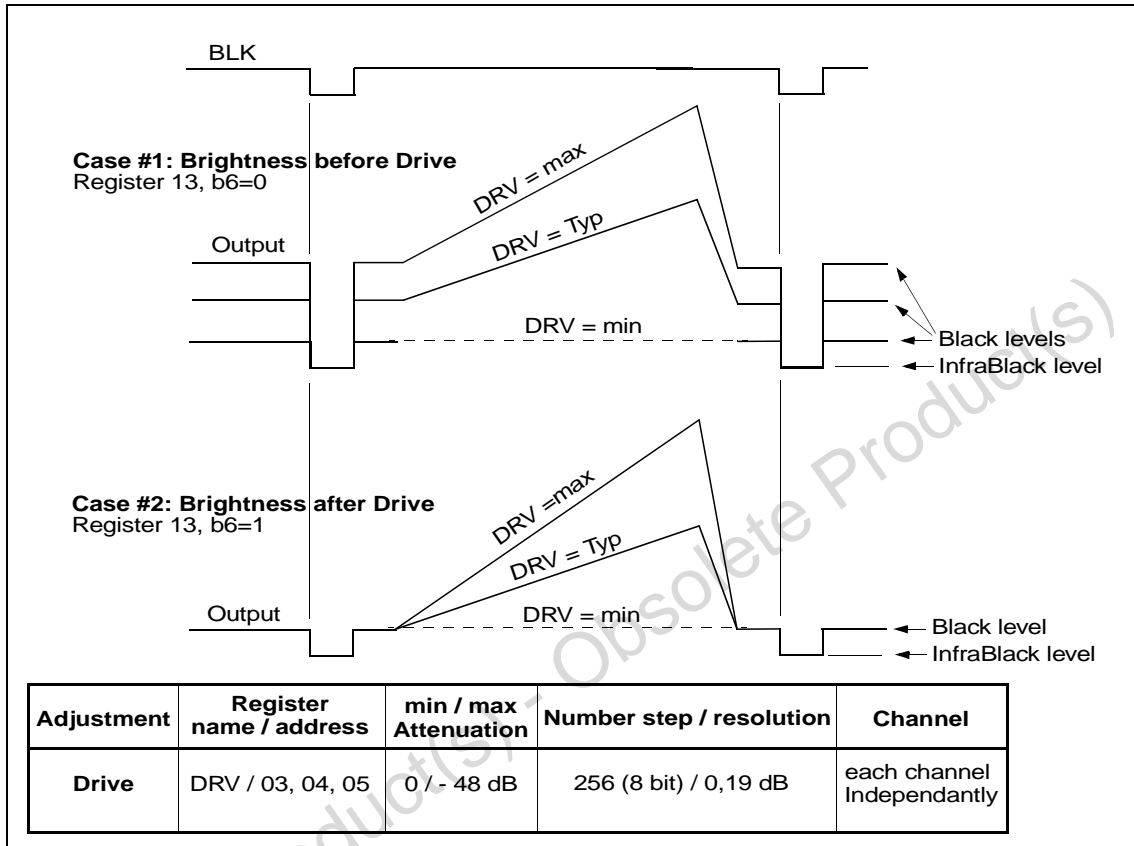 BLK
Case #1: Brightness before Drive
Register 13, b6=0
DRV = max
DRV = Typ
Output
DRV = min
Black levels
InfraBlack level
Case #2: Brightness after Drive
Register 13, b6=1
DRV =max
DRV = Typ
Output
DRV = min
Black level
InfraBlack level
Adjustment
Register
name / address
min / max
Attenuation
Number step / resolution
Channel
Drive
DRV / 03, 04, 05
0 / - 48 dB
256 (8 bit) / 0,19 dB
each channel
Independantly
Product(s) - Obsolete Product(s)